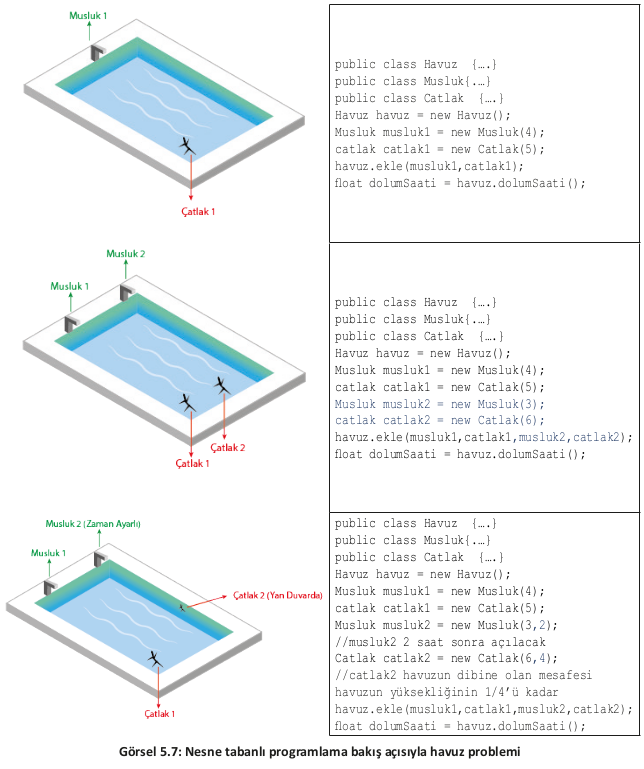 Musluk 1
Çatlak 1
public class Havuz  {….}
public class Musluk{.…}
public class Catlak  {….}
Havuz havuz = new Havuz();
Musluk musluk1 = new Musluk(4);
catlak catlak1 = new Catlak(5);
havuz.ekle(musluk1,catlak1);
float dolumSaati = havuz.dolumSaati();
Musluk 2
Musluk 1
Çatlak 2
Çatlak 1
public class Havuz  {….}
public class Musluk{.…}
public class Catlak  {….}
Havuz havuz = new Havuz();
Musluk musluk1 = new Musluk(4);
catlak catlak1 = new Catlak(5);
Musluk musluk2 = new Musluk(3);
catlak catlak2 = new Catlak(6);
havuz.ekle(musluk1,catlak1,musluk2,catlak2);
float dolumSaati = havuz.dolumSaati();
Musluk 2 (Zaman Ayarlı)
Musluk 1
Çatlak 2 (Yan Duvarda)
Çatlak 1
public class Havuz  {….}
public class Musluk{.…}
public class Catlak  {….}
Havuz havuz = new Havuz();
Musluk musluk1 = new Musluk(4);
catlak catlak1 = new Catlak(5);
Musluk musluk2 = new Musluk(3,2);
//musluk2 2 saat sonra açılacak
Catlak catlak2 = new Catlak(6,4);
//catlak2 havuzun dibine olan mesafesi
havuzun yüksekliğinin 1/4’ü kadar
havuz.ekle(musluk1,catlak1,musluk2,catlak2);
float dolumSaati = havuz.dolumSaati();
Görsel 5.7: Nesne tabanlı programlama bakış açısıyla havuz problemi